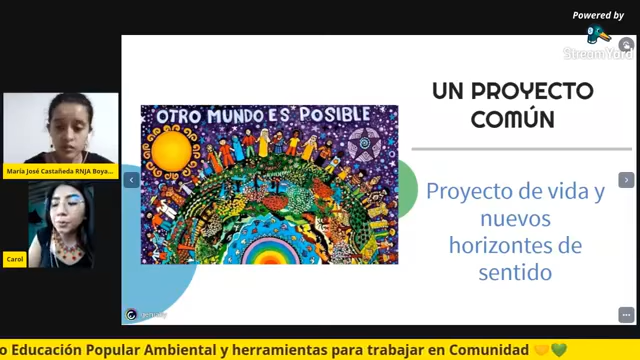 Powered by
StreamYard
UN PROYECTO
COMÚN
OTRO MUNDO ES POSIBLE
Proyecto de vida y
nuevos
horizontes de
sentido
María José Castañeda RNJA Boya...
Carol
genially
o Educación Popular Ambiental y herramientas para trabajar en Comunidad 🤝💚